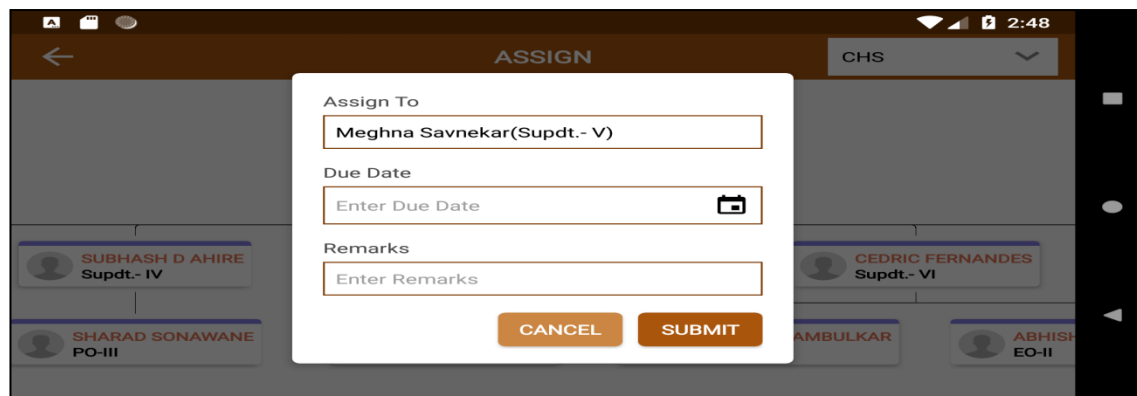 2:48
ASSIGN
CHS
Assign To
Meghna Savnekar(Supdt.- V)
Due Date
Enter Due Date
Remarks
Enter Remarks
CANCEL
SUBMIT
SUBHASH D AHIRE
Supdt.- IV
CEDRIC FERNANDES
Supdt.- VI
SHARAD SONAWANE
PO-III
AMBULKAR
ABHISH
EO-II